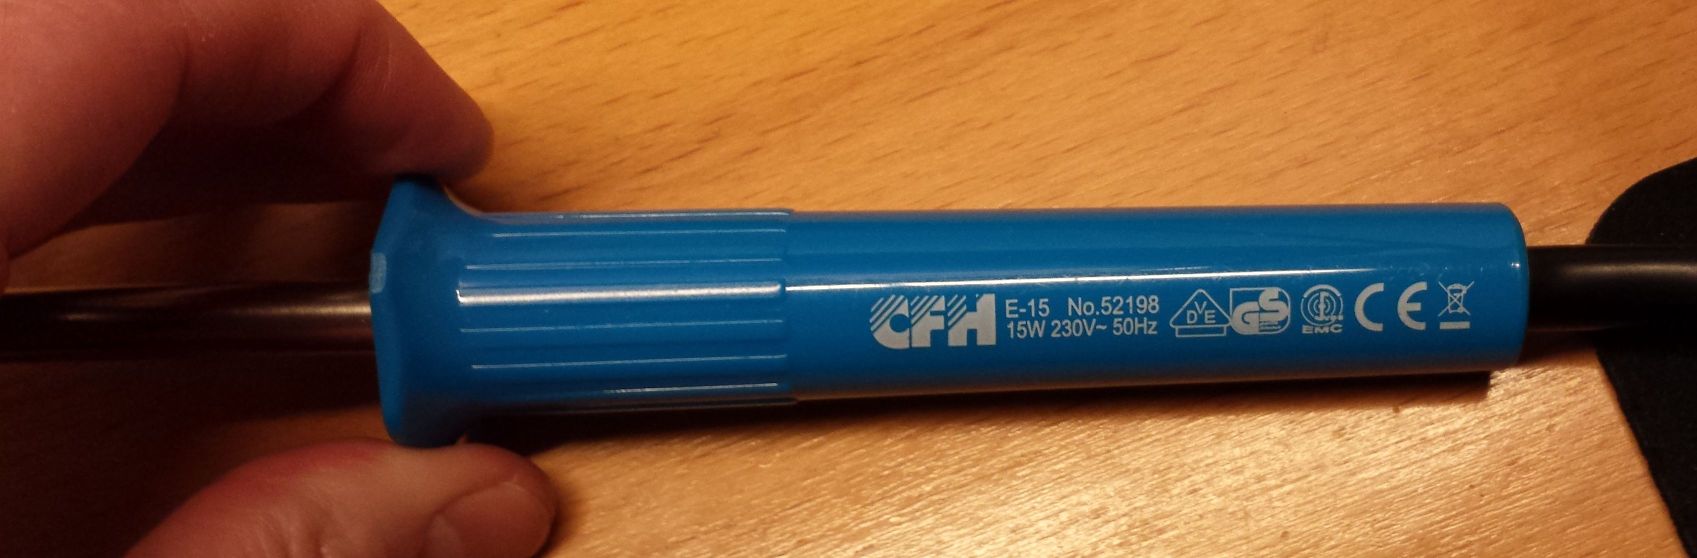 CFH E-15 No.52198
15W 230V~ 50Hz
DVE GS EMC CE